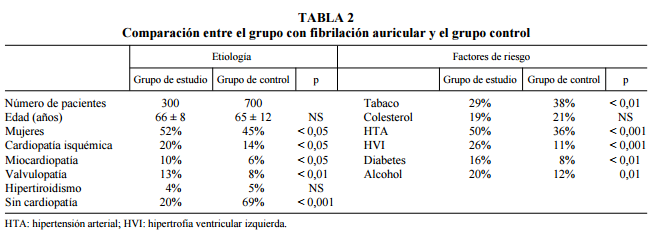 TABLA 2
Comparación entre el grupo con fibrilación auricular y el grupo control
Etiología Factores de riesgo
Grupo de estudio Grupo de control p Grupo de estudio Grupo de control p
Número de pacientes 300 700 Tabaco 29% 38% < 0,01
Edad (años) 66 ± 8 65 ± 12 NS Colesterol 19% 21% NS
Mujeres 52% 45% < 0,05 HTA 50% 36% < 0,001
Cardiopatía isquémica 20% 14% < 0,05 HVI 26% 11% < 0,001
Miocardiopatía 10% 6% < 0,05 Diabetes 16% 8% < 0,01
Valvulopatía 13% 8% < 0,01 Alcohol 20% 12% 0,01
Hipertiroidismo 4% 5% NS
Sin cardiopatía 20% 69% < 0,001
HTA: hipertensión arterial; HVI: hipertrofia ventricular izquierda.